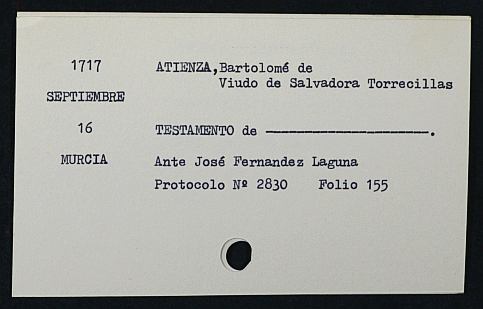 1717 ATIENZA,Bartolomé de
Viudo de Salvadora Torrecillas
SEPTIEMBRE
16 TESTAMENTO de ——————————.
MURCIA Ante José Fernandez Laguna
Protocolo Nº 2830 Folio 155